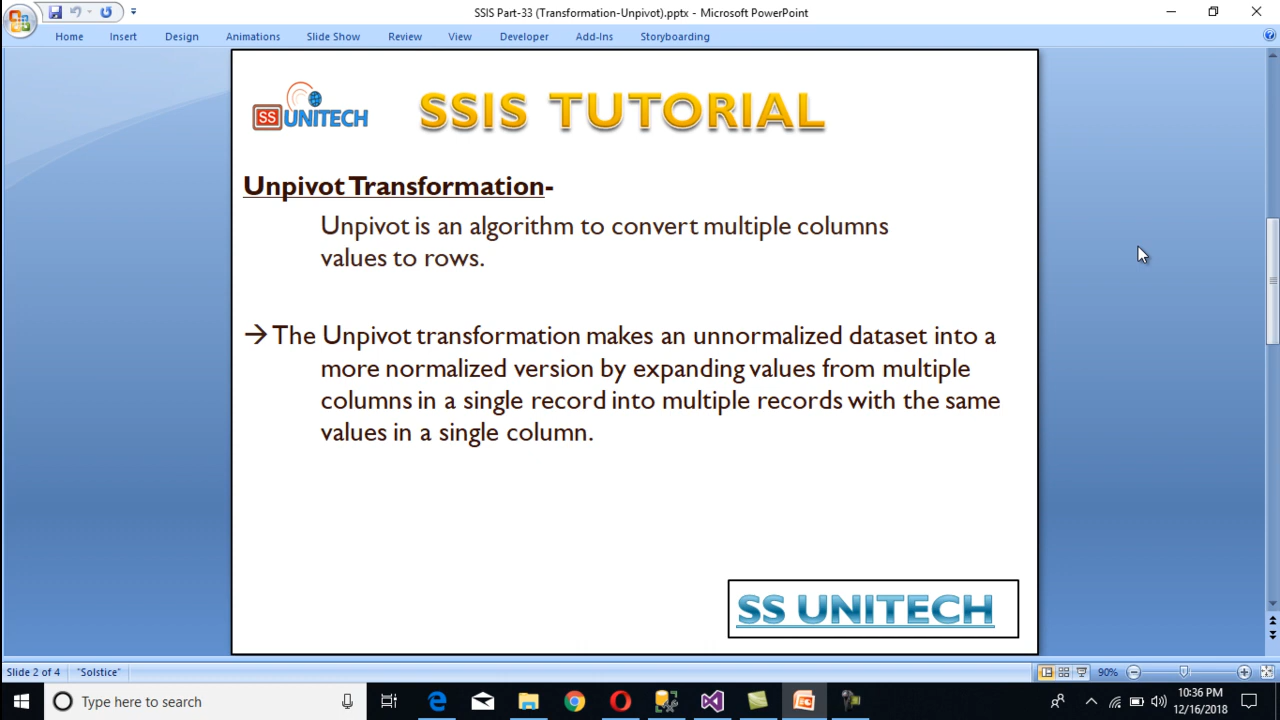 SSIS Part-33 (Transformation-Unpivot).pptx - Microsoft PowerPoint
Home Insert Design Animations Slide Show Review View Developer Add-Ins Storyboarding
SS UNITECH
SSIS TUTORIAL
Unpivot Transformation-
Unpivot is an algorithm to convert multiple columns
values to rows.
→ The Unpivot transformation makes an unnormalized dataset into a
more normalized version by expanding values from multiple
columns in a single record into multiple records with the same
values in a single column.
SS UNITECH
Slide 2 of 4 "Solstice" 90%
Type here to search
10:36 PM
12/16/2018